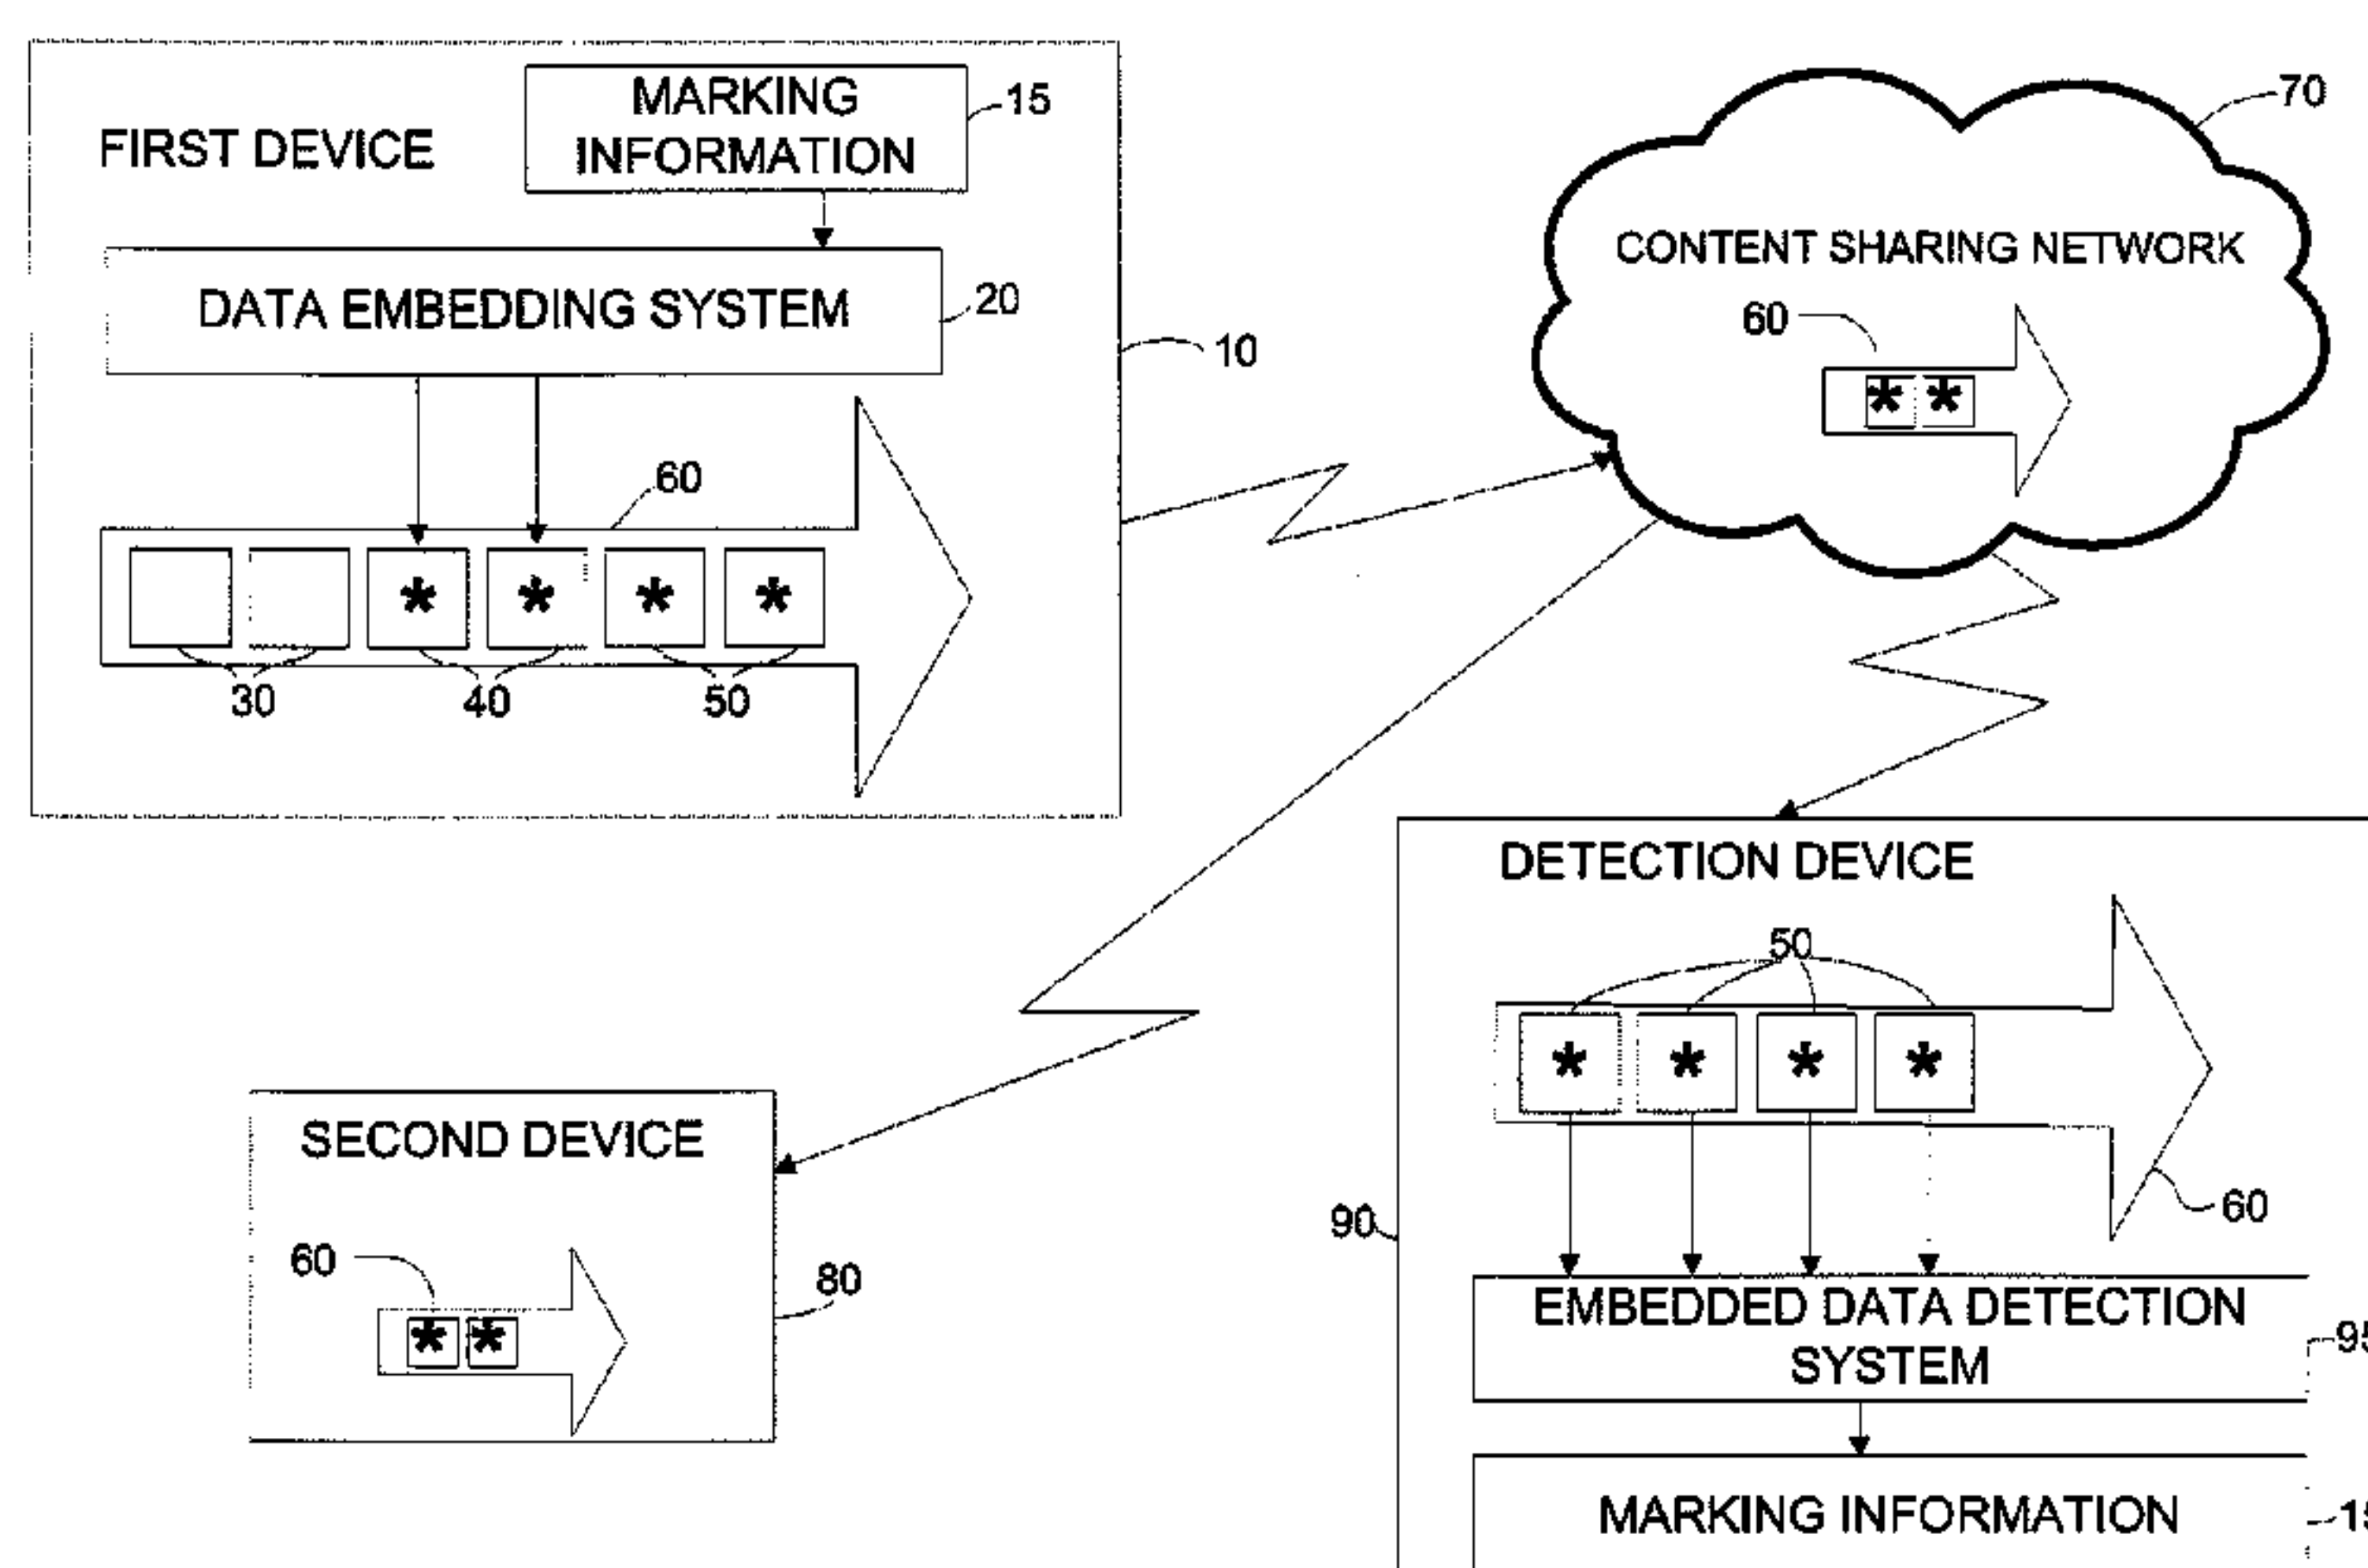 MARKING
INFORMATION
15
FIRST DEVICE
DATA EMBEDDING SYSTEM
20
10
60
* * * *
30 40 50
70
CONTENT SHARING NETWORK
60
* *
DETECTION DEVICE
50
* * * *
60
90
EMBEDDED DATA DETECTION
SYSTEM
MARKING INFORMATION
SECOND DEVICE
60
80
* *